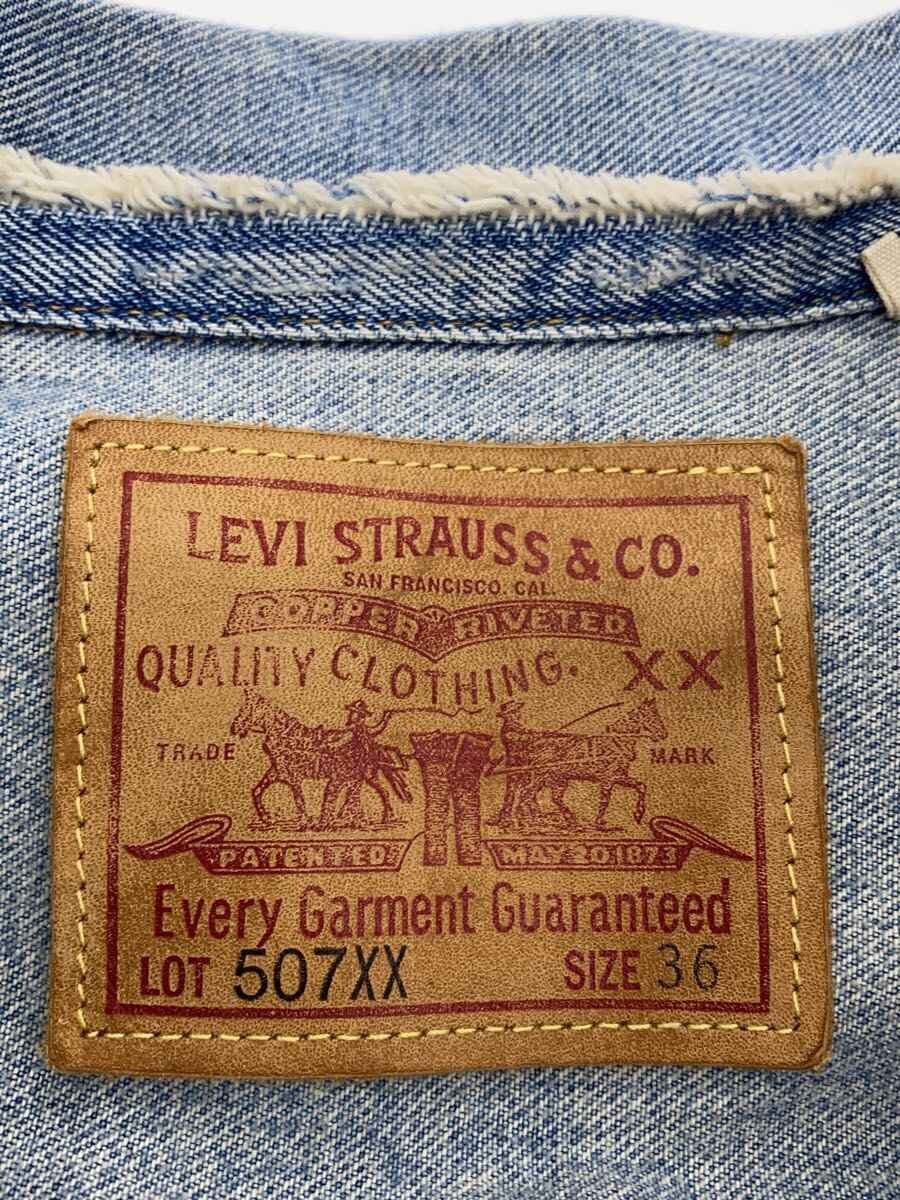 LEVI STRAUSS & CO.
SAN FRANCISCO. CAL.
COPPER RIVETED
QUALITY CLOTHING. XX
TRADE MARK
PATENTED MAY 20.1873
Every Garment Guaranteed
LOT 507XX SIZE 36